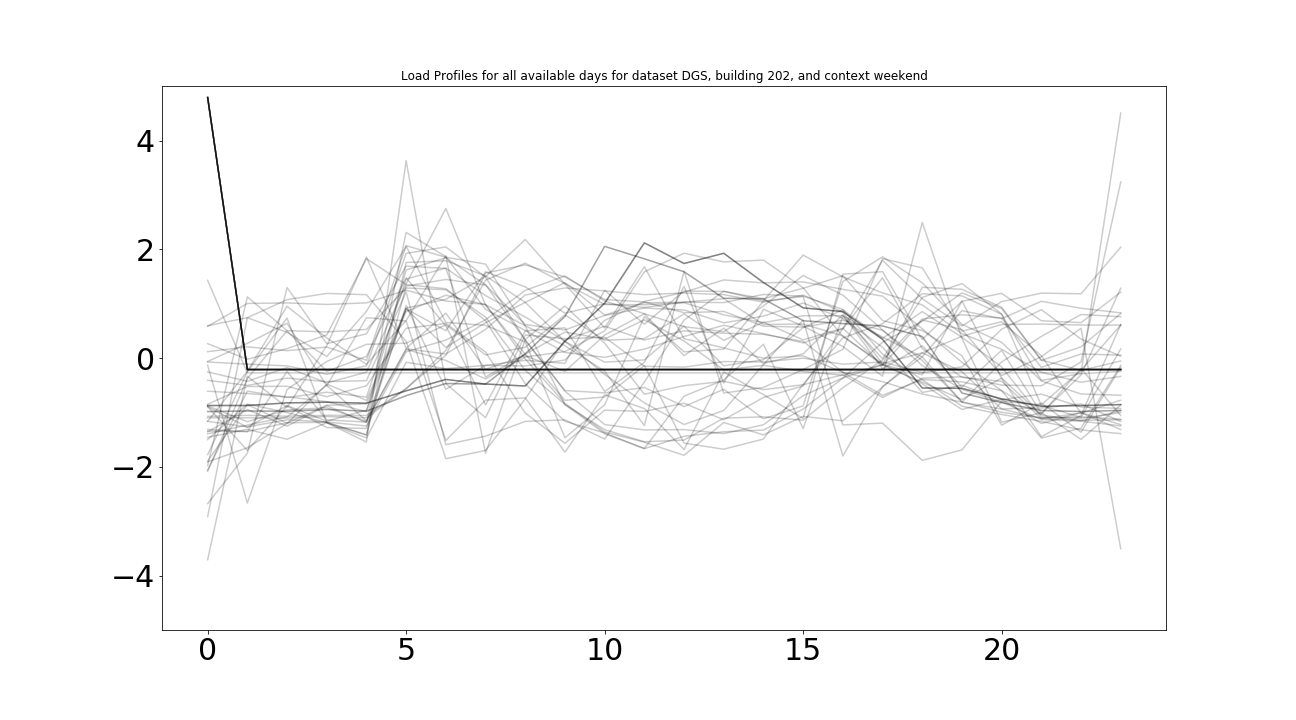 Load Profiles for all available days for dataset DGS, building 202, and context weekend
4
2
0
−2
−4
0 5 10 15 20